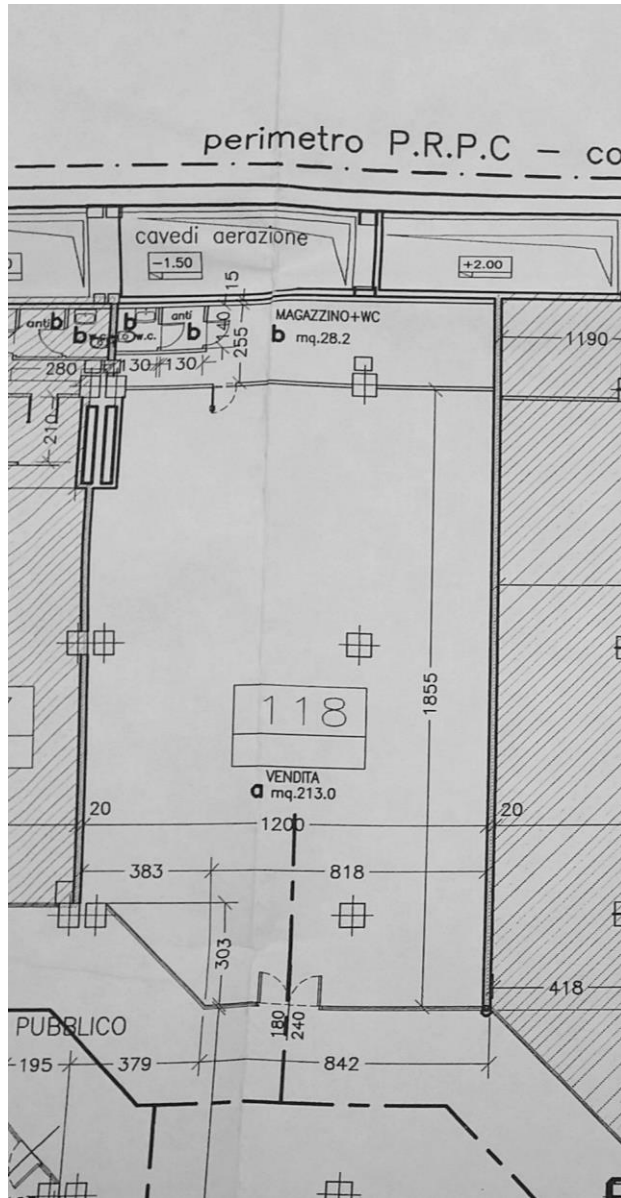 perimetro P.R.P.C - co
cavedi aerazione
-1.50
+2.00
15
anti
b
b
w.c.
b
w.c.
anti
b
140
255
MAGAZZINO+WC
b mq.28.2
1190
280
130
130
210
1855
118
VENDITA
a mq.213.0
20
1200
20
383
818
303
418
180
240
PUBBLICO
195
379
842